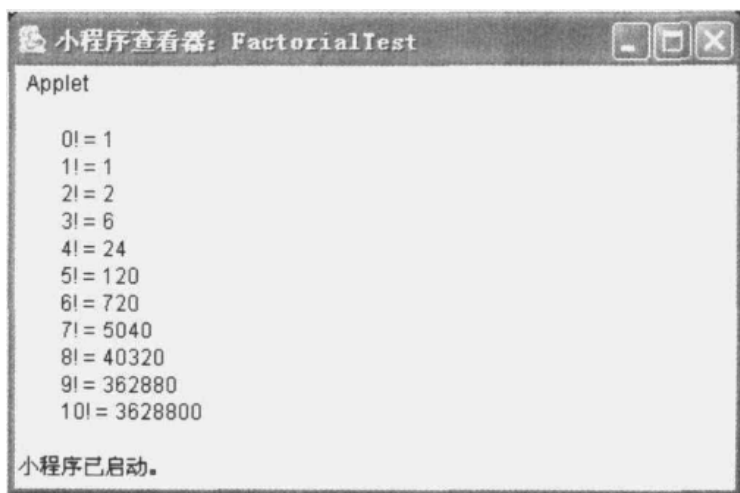 小程序查看器: FactorialTest
Applet
0! = 1
1! = 1
2! = 2
3! = 6
4! = 24
5! = 120
6! = 720
7! = 5040
8! = 40320
9! = 362880
10! = 3628800
小程序已启动。